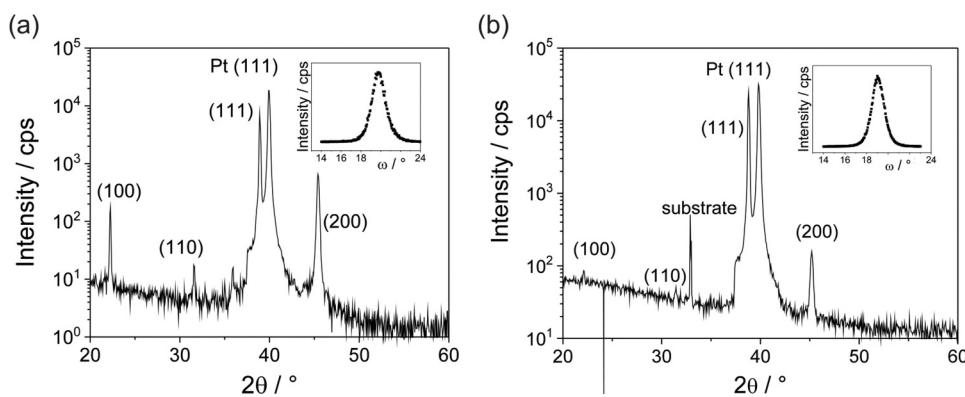 (a)
10⁵
10⁴
10³
10²
10¹
10⁰
Intensity / cps
20 30 40 50 60
2θ / °
(100)
(110)
(111)
Pt (111)
(200)
Intensity / cps
14 16 18 20 22 24
ω / °
(b)
10⁵
10⁴
10³
10²
10¹
Intensity / cps
20 30 40 50 60
2θ / °
(100)
(110)
substrate
(111)
Pt (111)
(200)
Intensity / cps
14 16 18 20 22 24
ω / °